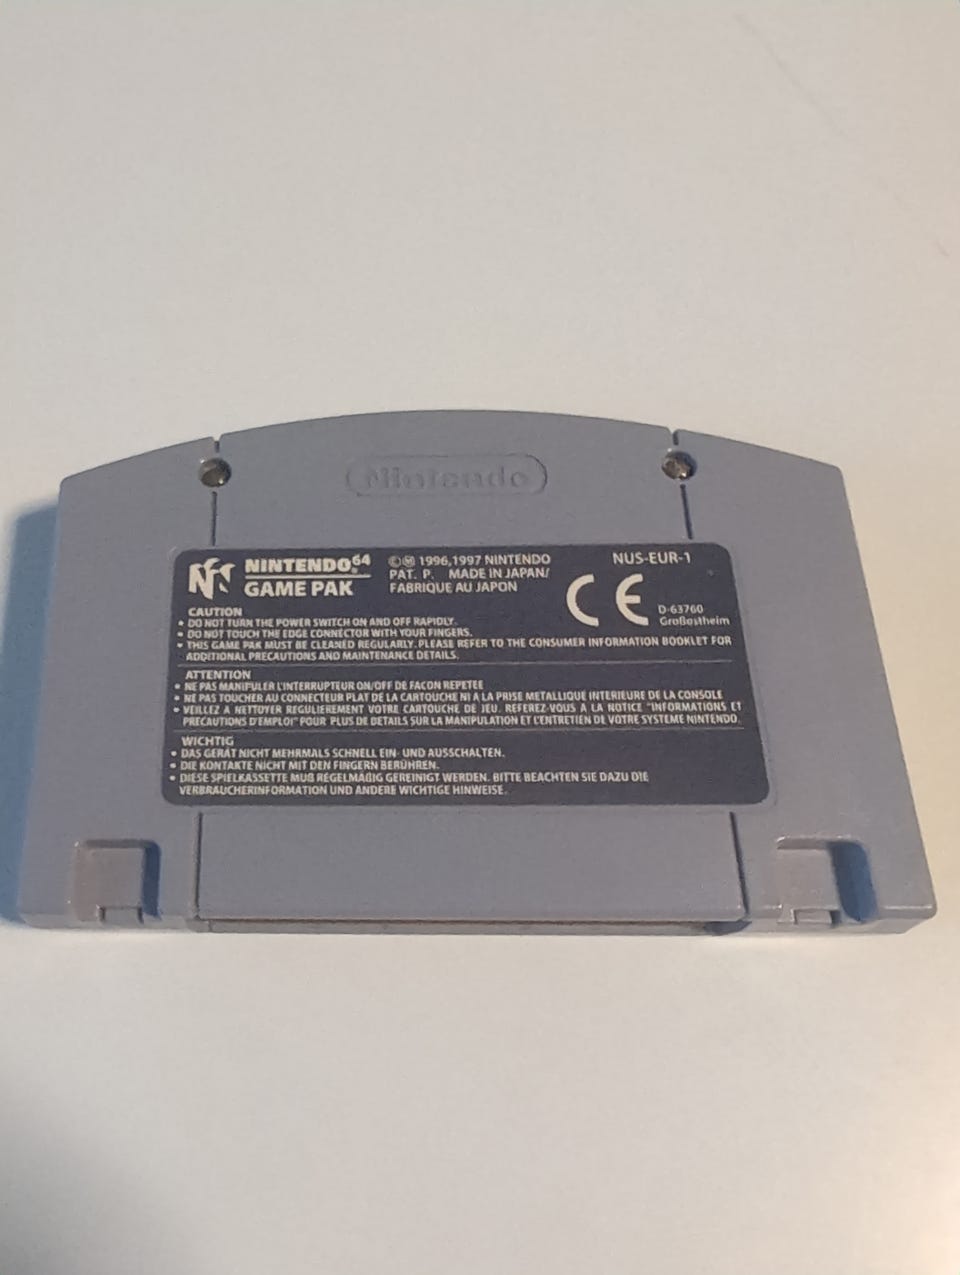 Nintendo
NINTENDO64
GAME PAK
©Ⓜ 1996,1997 NINTENDO
PAT. P. MADE IN JAPAN/
FABRIQUE AU JAPON
NUS-EUR-1
CE
D-63760
Großostheim
CAUTION
• DO NOT TURN THE POWER SWITCH ON AND OFF RAPIDLY.
• DO NOT TOUCH THE EDGE CONNECTOR WITH YOUR FINGERS.
• THIS GAME PAK MUST BE CLEANED REGULARLY. PLEASE REFER TO THE CONSUMER INFORMATION BOOKLET FOR
ADDITIONAL PRECAUTIONS AND MAINTENANCE DETAILS.
ATTENTION
• NE PAS MANIPULER L'INTERRUPTEUR ON/OFF DE FACON REPETEE
• NE PAS TOUCHER AU CONNECTEUR PLAT DE LA CARTOUCHE NI A LA PRISE METALLIQUE INTERIEURE DE LA CONSOLE
• VEILLEZ A NETTOYER REGULIEREMENT VOTRE CARTOUCHE DE JEU. REFEREZ-VOUS A LA NOTICE "INFORMATIONS ET
PRECAUTIONS D'EMPLOI" POUR PLUS DE DETAILS SUR LA MANIPULATION ET L'ENTRETIEN DE VOTRE SYSTEME NINTENDO.
WICHTIG
• DAS GERÄT NICHT MEHRMALS SCHNELL EIN- UND AUSSCHALTEN.
• DIE KONTAKTE NICHT MIT DEN FINGERN BERÜHREN.
• DIESE SPIELKASSETTE MUß REGELMÄßIG GEREINIGT WERDEN. BITTE BEACHTEN SIE DAZU DIE
VERBRAUCHERINFORMATION UND ANDERE WICHTIGE HINWEISE.